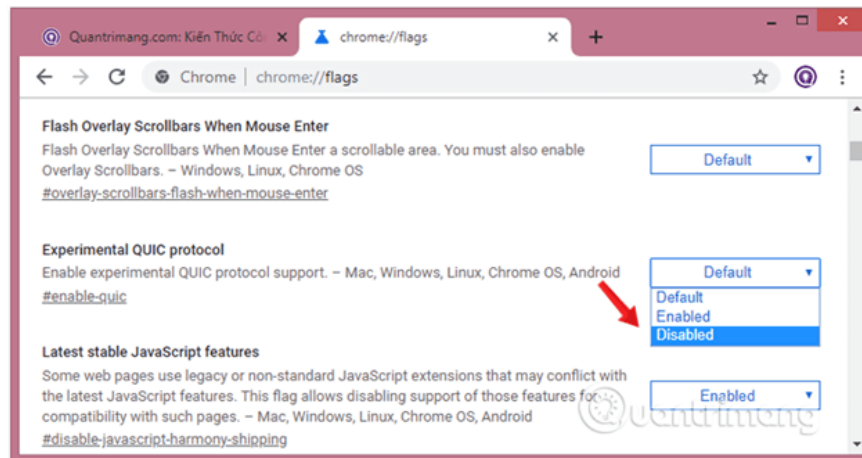 Quantrimang.com: Kiến Thức Cô
chrome://flags
Chrome | chrome://flags
Flash Overlay Scrollbars When Mouse Enter
Flash Overlay Scrollbars When Mouse Enter a scrollable area. You must also enable
Overlay Scrollbars. – Windows, Linux, Chrome OS
#overlay-scrollbars-flash-when-mouse-enter
Default
Experimental QUIC protocol
Enable experimental QUIC protocol support. – Mac, Windows, Linux, Chrome OS, Android
#enable-quic
Default
Default
Enabled
Disabled
Latest stable JavaScript features
Some web pages use legacy or non-standard JavaScript extensions that may conflict with
the latest JavaScript features. This flag allows disabling support of those features for
compatibility with such pages. – Mac, Windows, Linux, Chrome OS, Android
#disable-javascript-harmony-shipping
Enabled
Quantrimang